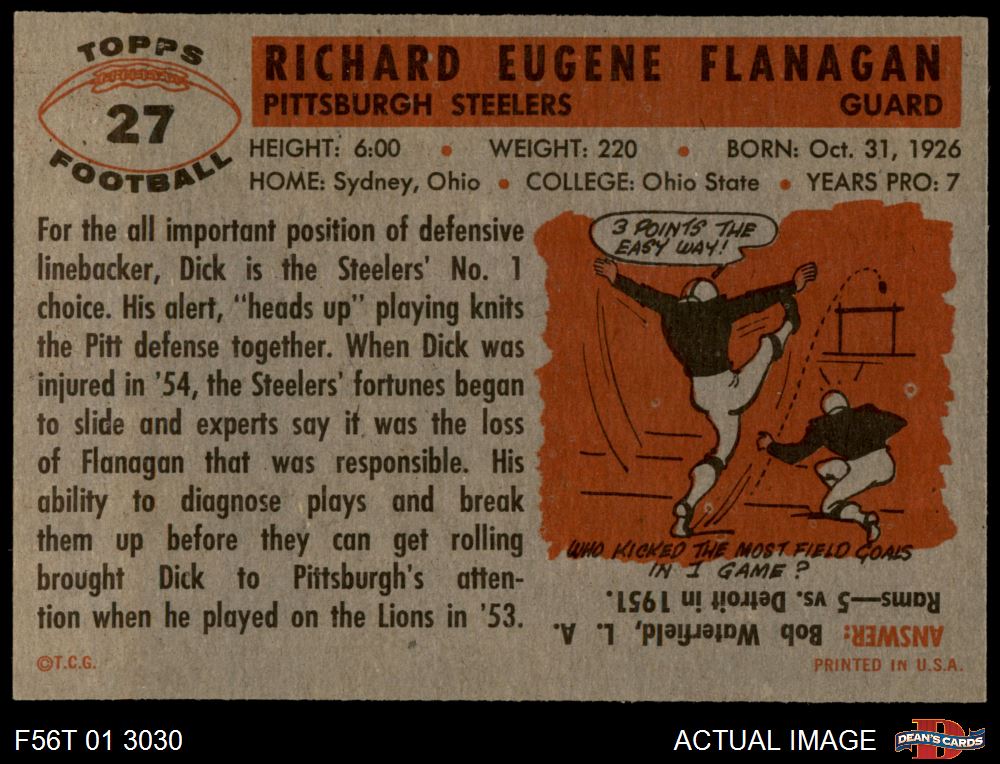 TOPPS
27
FOOTBALL
RICHARD EUGENE FLANAGAN
PITTSBURGH STEELERS GUARD
HEIGHT: 6:00 • WEIGHT: 220 • BORN: Oct. 31, 1926
HOME: Sydney, Ohio • COLLEGE: Ohio State • YEARS PRO: 7
For the all important position of defensive
linebacker, Dick is the Steelers' No. 1
choice. His alert, "heads up" playing knits
the Pitt defense together. When Dick was
injured in '54, the Steelers' fortunes began
to slide and experts say it was the loss
of Flanagan that was responsible. His
ability to diagnose plays and break
them up before they can get rolling
brought Dick to Pittsburgh's atten-
tion when he played on the Lions in '53.
3 POINTS THE
EASY WAY!
WHO KICKED THE MOST FIELD GOALS
IN 1 GAME?
ANSWER: Bob Waterfield, L. A.
Rams—5 vs. Detroit in 1951.
©T.C.G.
PRINTED IN U.S.A.
F56T 01 3030
ACTUAL IMAGE
D
DEAN'S CARDS